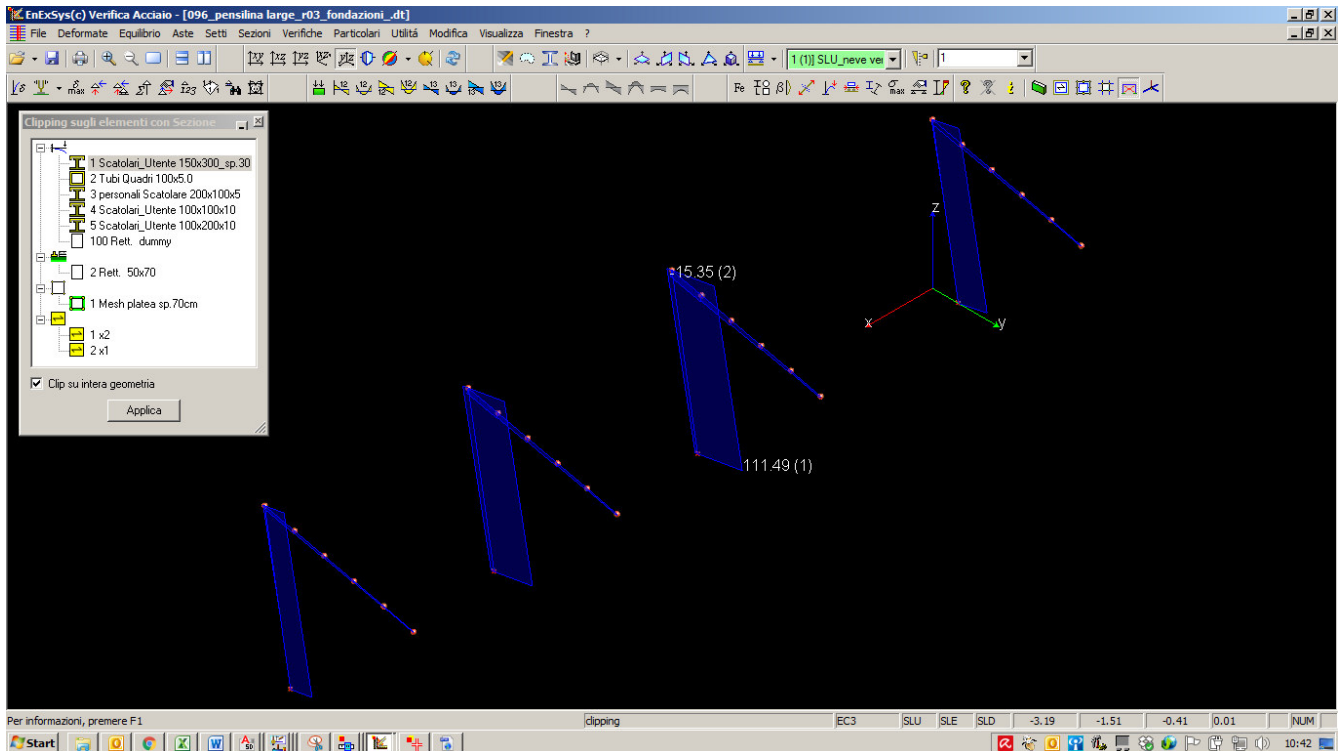 EnExSys(c) Verifica Acciaio - [096_pensilina large_r03_fondazioni_.dt]
File Deformate Equilibrio Aste Setti Sezioni Verifiche Particolari Utilitá Modifica Visualizza Finestra ?
1 (1)] SLU_neve ver
1
Clipping sugli elementi con Sezione
1 Scatolari_Utente 150x300_sp.30
2 Tubi Quadri 100x5.0
3 personali Scatolare 200x100x5
4 Scatolari_Utente 100x100x10
5 Scatolari_Utente 100x200x10
100 Rett. dummy
2 Rett. 50x70
1 Mesh platea sp.70cm
1 x2
2 x1
Clip su intera geometria
Applica
z
x
y
-15.35 (2)
111.49 (1)
Per informazioni, premere F1
clipping
EC3
SLU
SLE
SLD
-3.19
-1.51
-0.41
0.01
NUM
Start
10:42